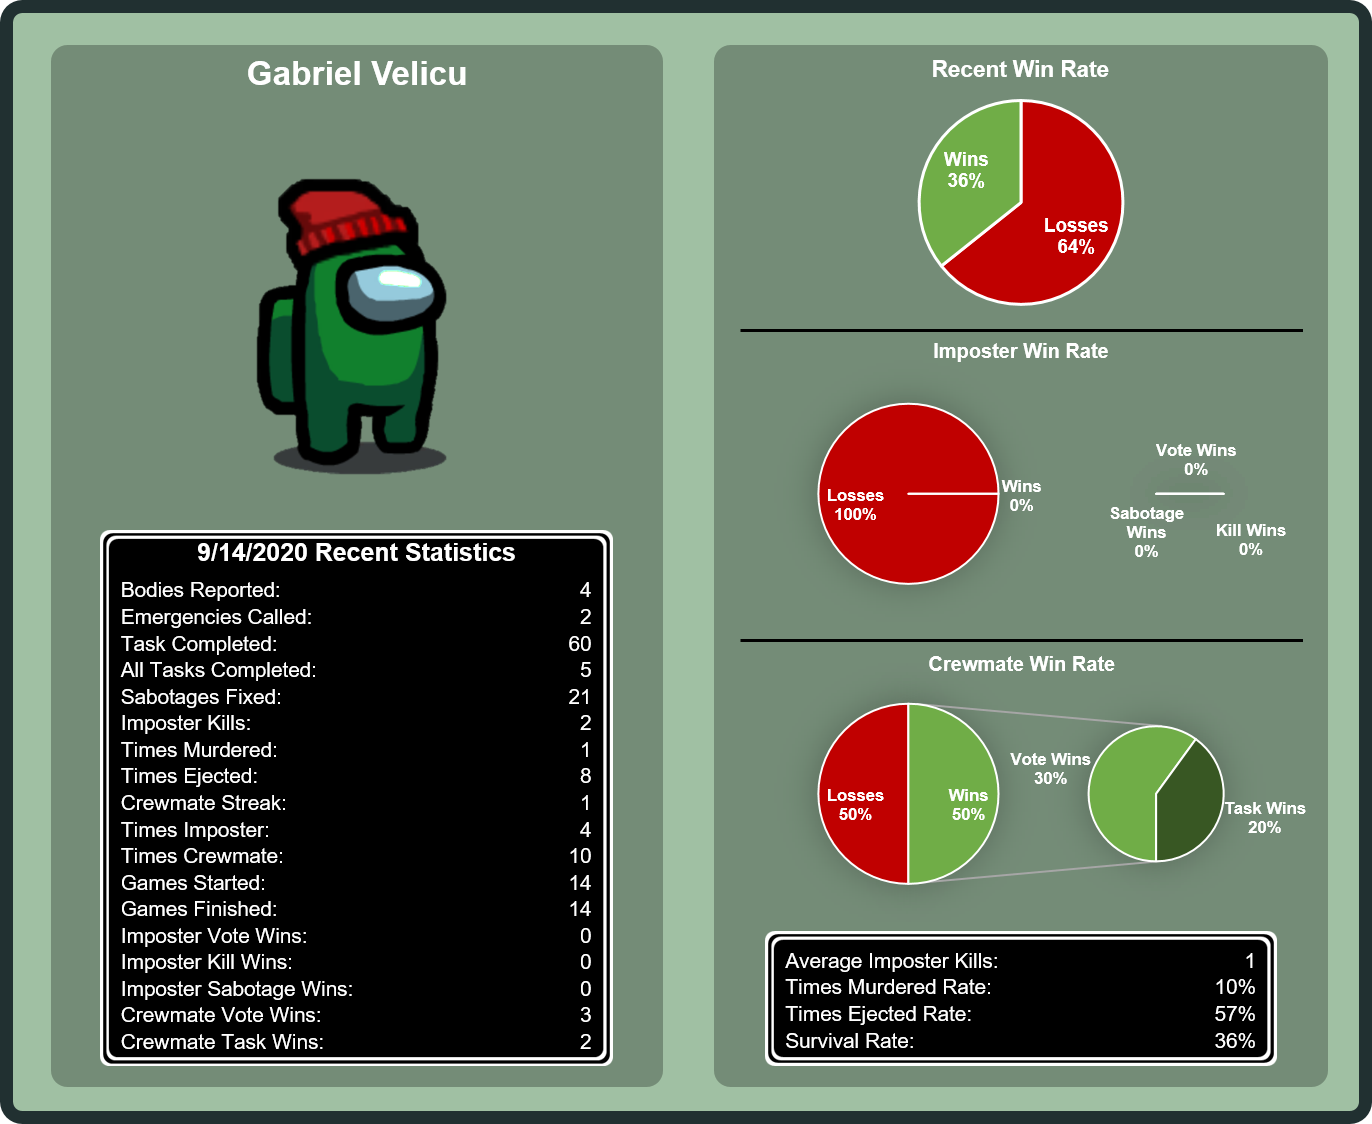 Gabriel Velicu
9/14/2020 Recent Statistics
Bodies Reported: 4
Emergencies Called: 2
Task Completed: 60
All Tasks Completed: 5
Sabotages Fixed: 21
Imposter Kills: 2
Times Murdered: 1
Times Ejected: 8
Crewmate Streak: 1
Times Imposter: 4
Times Crewmate: 10
Games Started: 14
Games Finished: 14
Imposter Vote Wins: 0
Imposter Kill Wins: 0
Imposter Sabotage Wins: 0
Crewmate Vote Wins: 3
Crewmate Task Wins: 2
Recent Win Rate
Wins
36%
Losses
64%
Imposter Win Rate
Losses
100%
Wins
0%
Vote Wins
0%
Sabotage
Wins
0%
Kill Wins
0%
Crewmate Win Rate
Losses
50%
Wins
50%
Vote Wins
30%
Task Wins
20%
Average Imposter Kills: 1
Times Murdered Rate: 10%
Times Ejected Rate: 57%
Survival Rate: 36%